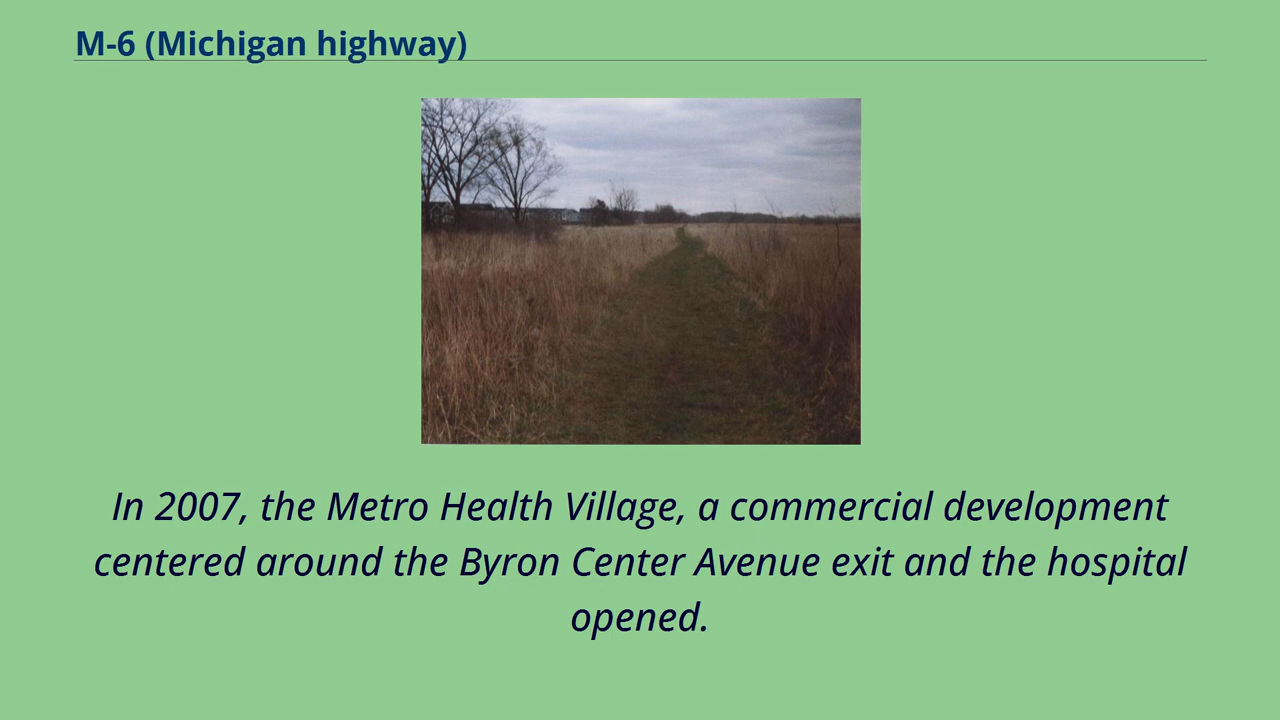 M-6 (Michigan highway)
In 2007, the Metro Health Village, a commercial development
centered around the Byron Center Avenue exit and the hospital
opened.